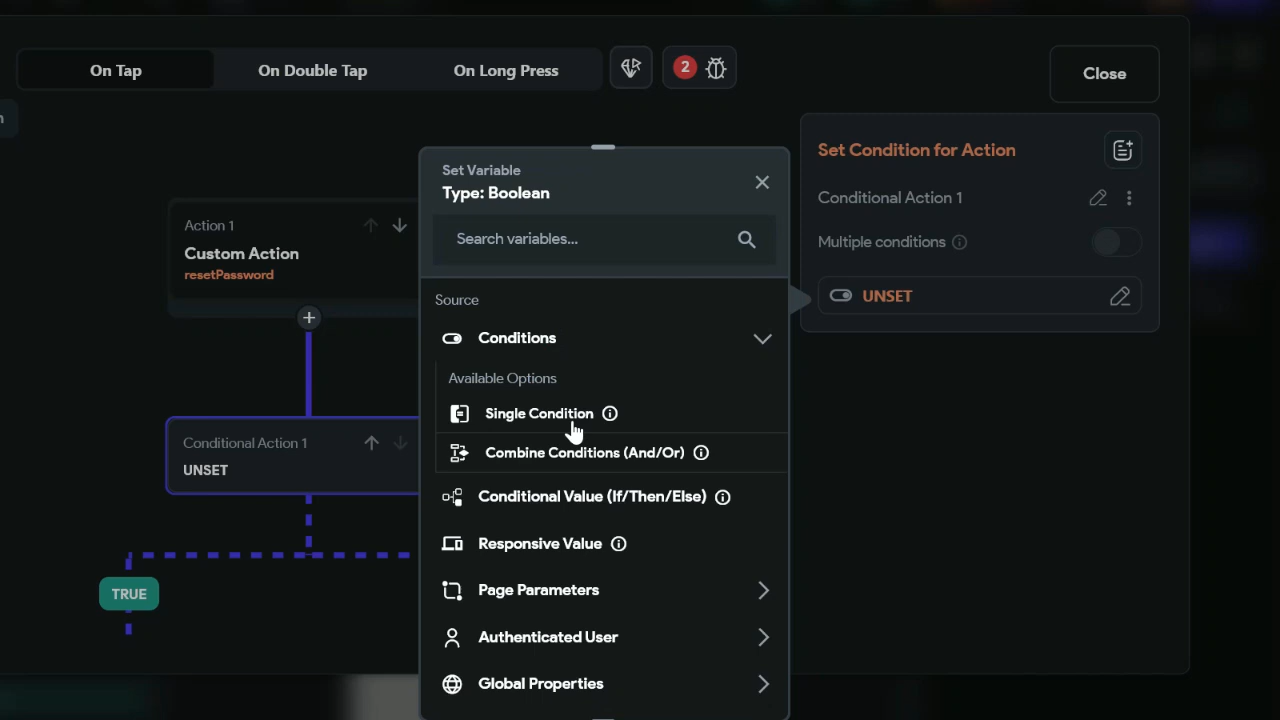 On Tap
On Double Tap
On Long Press
2
Close
Set Condition for Action
Conditional Action 1
Multiple conditions
UNSET
Set Variable
Type: Boolean
Search variables...
Source
Conditions
Available Options
Single Condition
Combine Conditions (And/Or)
Conditional Value (If/Then/Else)
Responsive Value
Page Parameters
Authenticated User
Global Properties
Action 1
Custom Action
resetPassword
Conditional Action 1
UNSET
TRUE